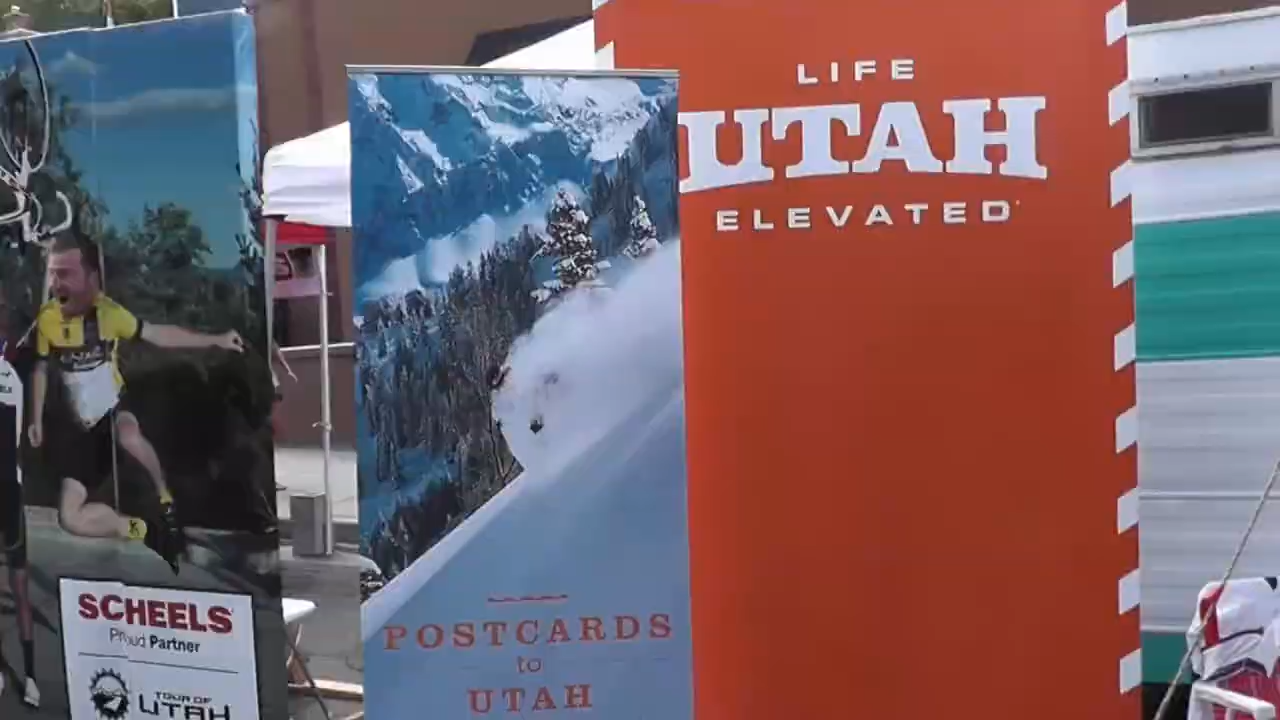 LIFE
UTAH
ELEVATED
POSTCARDS
to
UTAH
SCHEELS
Proud Partner
TOUR OF
UTAH